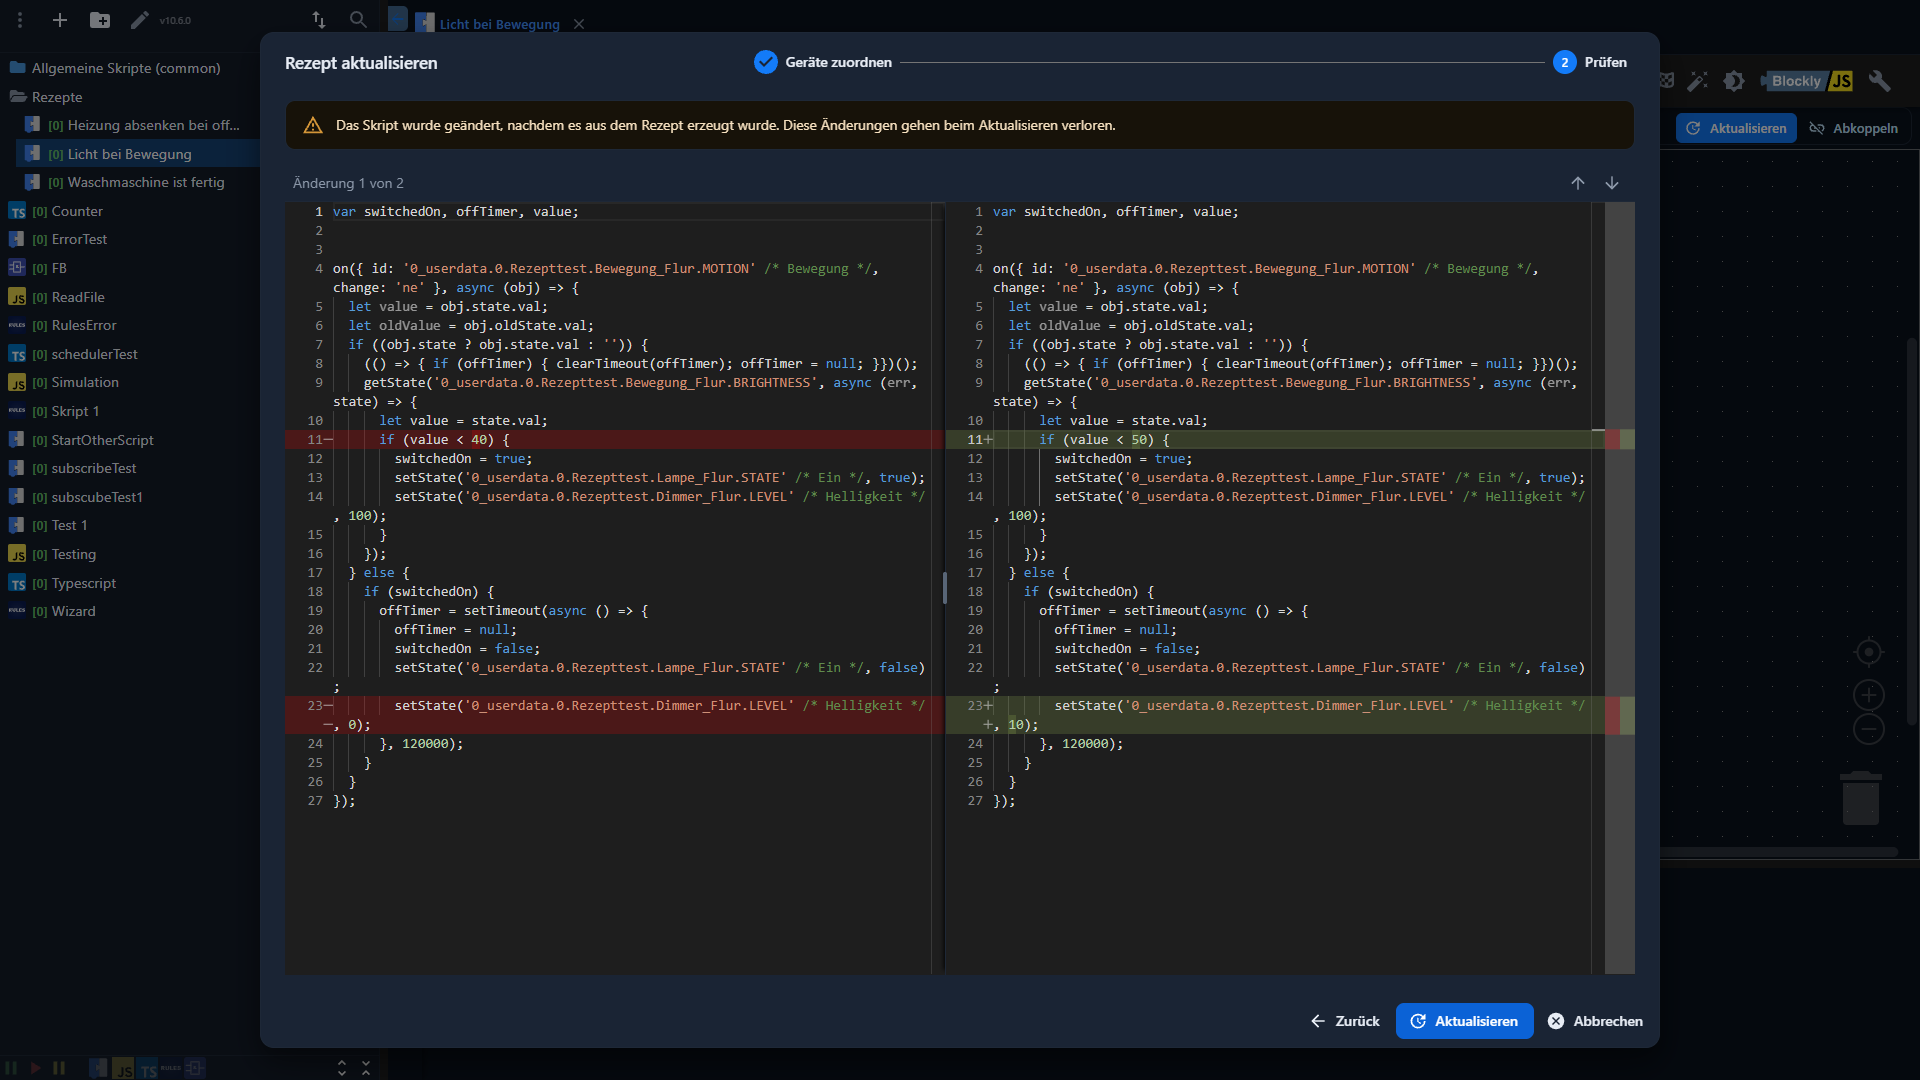 v10.6.0
Licht bei Bewegung
Rezept aktualisieren
Geräte zuordnen
2 Prüfen
Allgemeine Skripte (common)
Rezepte
[0] Heizung absenken bei off...
[0] Licht bei Bewegung
[0] Waschmaschine ist fertig
TS [0] Counter
[0] ErrorTest
[0] FB
JS [0] ReadFile
RULES [0] RulesError
TS [0] schedulerTest
JS [0] Simulation
RULES [0] Skript 1
[0] StartOtherScript
[0] subscribeTest
[0] subscubeTest1
[0] Test 1
JS [0] Testing
TS [0] Typescript
RULES [0] Wizard
Blockly JS
Aktualisieren
Abkoppeln
Das Skript wurde geändert, nachdem es aus dem Rezept erzeugt wurde. Diese Änderungen gehen beim Aktualisieren verloren.
Änderung 1 von 2
1 var switchedOn, offTimer, value;
2
3
4 on({ id: '0_userdata.0.Rezepttest.Bewegung_Flur.MOTION' /* Bewegung */,
change: 'ne' }, async (obj) => {
5 let value = obj.state.val;
6 let oldValue = obj.oldState.val;
7 if ((obj.state ? obj.state.val : '')) {
8 (() => { if (offTimer) { clearTimeout(offTimer); offTimer = null; }})();
9 getState('0_userdata.0.Rezepttest.Bewegung_Flur.BRIGHTNESS', async (err,
state) => {
10 let value = state.val;
11− if (value < 40) {
12 switchedOn = true;
13 setState('0_userdata.0.Rezepttest.Lampe_Flur.STATE' /* Ein */, true);
14 setState('0_userdata.0.Rezepttest.Dimmer_Flur.LEVEL' /* Helligkeit */
, 100);
15 }
16 });
17 } else {
18 if (switchedOn) {
19 offTimer = setTimeout(async () => {
20 offTimer = null;
21 switchedOn = false;
22 setState('0_userdata.0.Rezepttest.Lampe_Flur.STATE' /* Ein */, false)
;
23− setState('0_userdata.0.Rezepttest.Dimmer_Flur.LEVEL' /* Helligkeit */
− , 0);
24 }, 120000);
25 }
26 }
27 });
1 var switchedOn, offTimer, value;
2
3
4 on({ id: '0_userdata.0.Rezepttest.Bewegung_Flur.MOTION' /* Bewegung */,
change: 'ne' }, async (obj) => {
5 let value = obj.state.val;
6 let oldValue = obj.oldState.val;
7 if ((obj.state ? obj.state.val : '')) {
8 (() => { if (offTimer) { clearTimeout(offTimer); offTimer = null; }})();
9 getState('0_userdata.0.Rezepttest.Bewegung_Flur.BRIGHTNESS', async (err,
state) => {
10 let value = state.val;
11+ if (value < 50) {
12 switchedOn = true;
13 setState('0_userdata.0.Rezepttest.Lampe_Flur.STATE' /* Ein */, true);
14 setState('0_userdata.0.Rezepttest.Dimmer_Flur.LEVEL' /* Helligkeit */
, 100);
15 }
16 });
17 } else {
18 if (switchedOn) {
19 offTimer = setTimeout(async () => {
20 offTimer = null;
21 switchedOn = false;
22 setState('0_userdata.0.Rezepttest.Lampe_Flur.STATE' /* Ein */, false)
;
23+ setState('0_userdata.0.Rezepttest.Dimmer_Flur.LEVEL' /* Helligkeit */
+ , 10);
24 }, 120000);
25 }
26 }
27 });
Zurück
Aktualisieren
Abbrechen
JS TS RULES